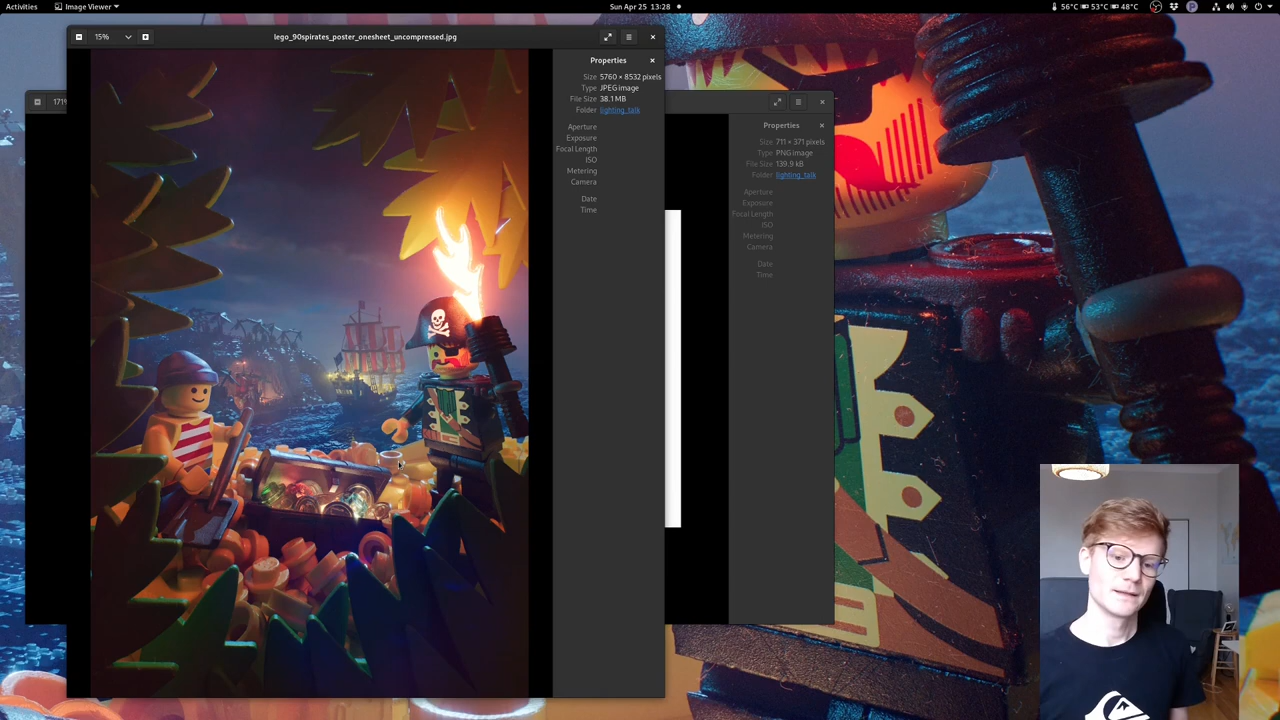 Activities Image Viewer Sun Apr 25 13:28 56°C 53°C 48°C
15% lego_90spirates_poster_onesheet_uncompressed.jpg
Properties
Size 5760 × 8532 pixels
Type JPEG image
File Size 38.1 MB
Folder lighting_talk
Aperture
Exposure
Focal Length
ISO
Metering
Camera
Date
Time
171%
Properties
Size 711 × 371 pixels
Type PNG image
File Size 139.9 kB
Folder lighting_talk
Aperture
Exposure
Focal Length
ISO
Metering
Camera
Date
Time